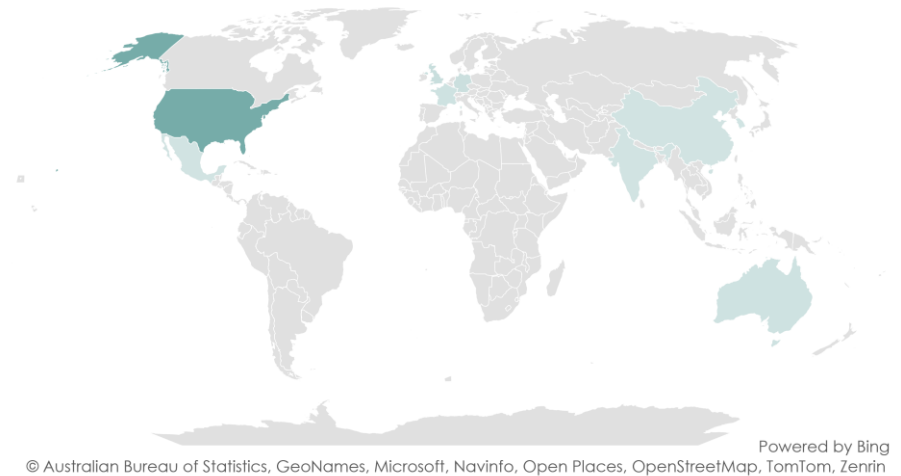 Powered by Bing
© Australian Bureau of Statistics, GeoNames, Microsoft, Navinfo, Open Places, OpenStreetMap, TomTom, Zenrin